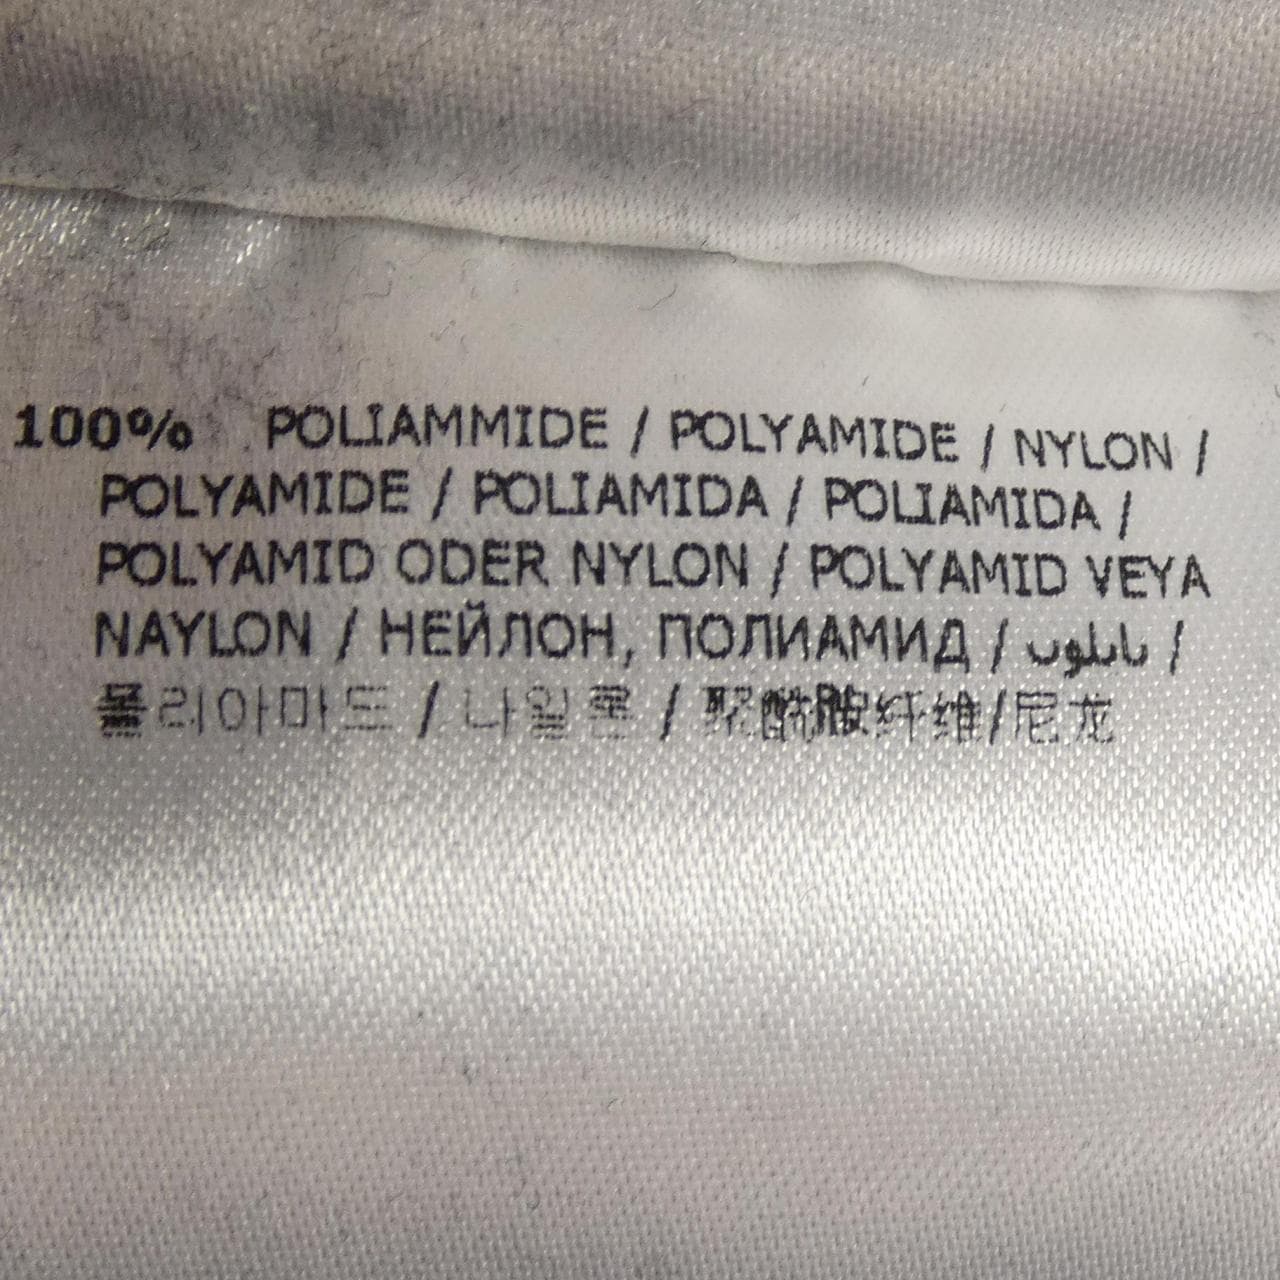 100% POLIAMMIDE / POLYAMIDE / NYLON /
POLYAMIDE / POLIAMIDA / POLIAMIDA /
POLYAMID ODER NYLON / POLYAMID VEYA
NAYLON / НЕЙЛОН, ПОЛИАМИД / نايلون /
폴리아마드 / 나일론 / 聚酰胺纤维/尼龙